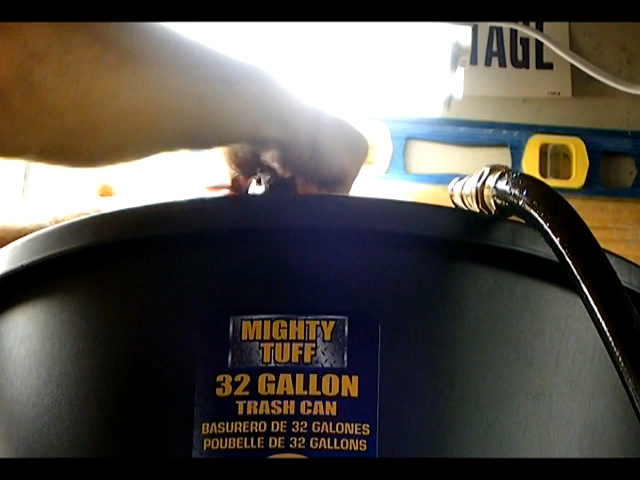 TAGE
MIGHTY
TUFF
32 GALLON
TRASH CAN
BASURERO DE 32 GALONES
POUBELLE DE 32 GALLONS